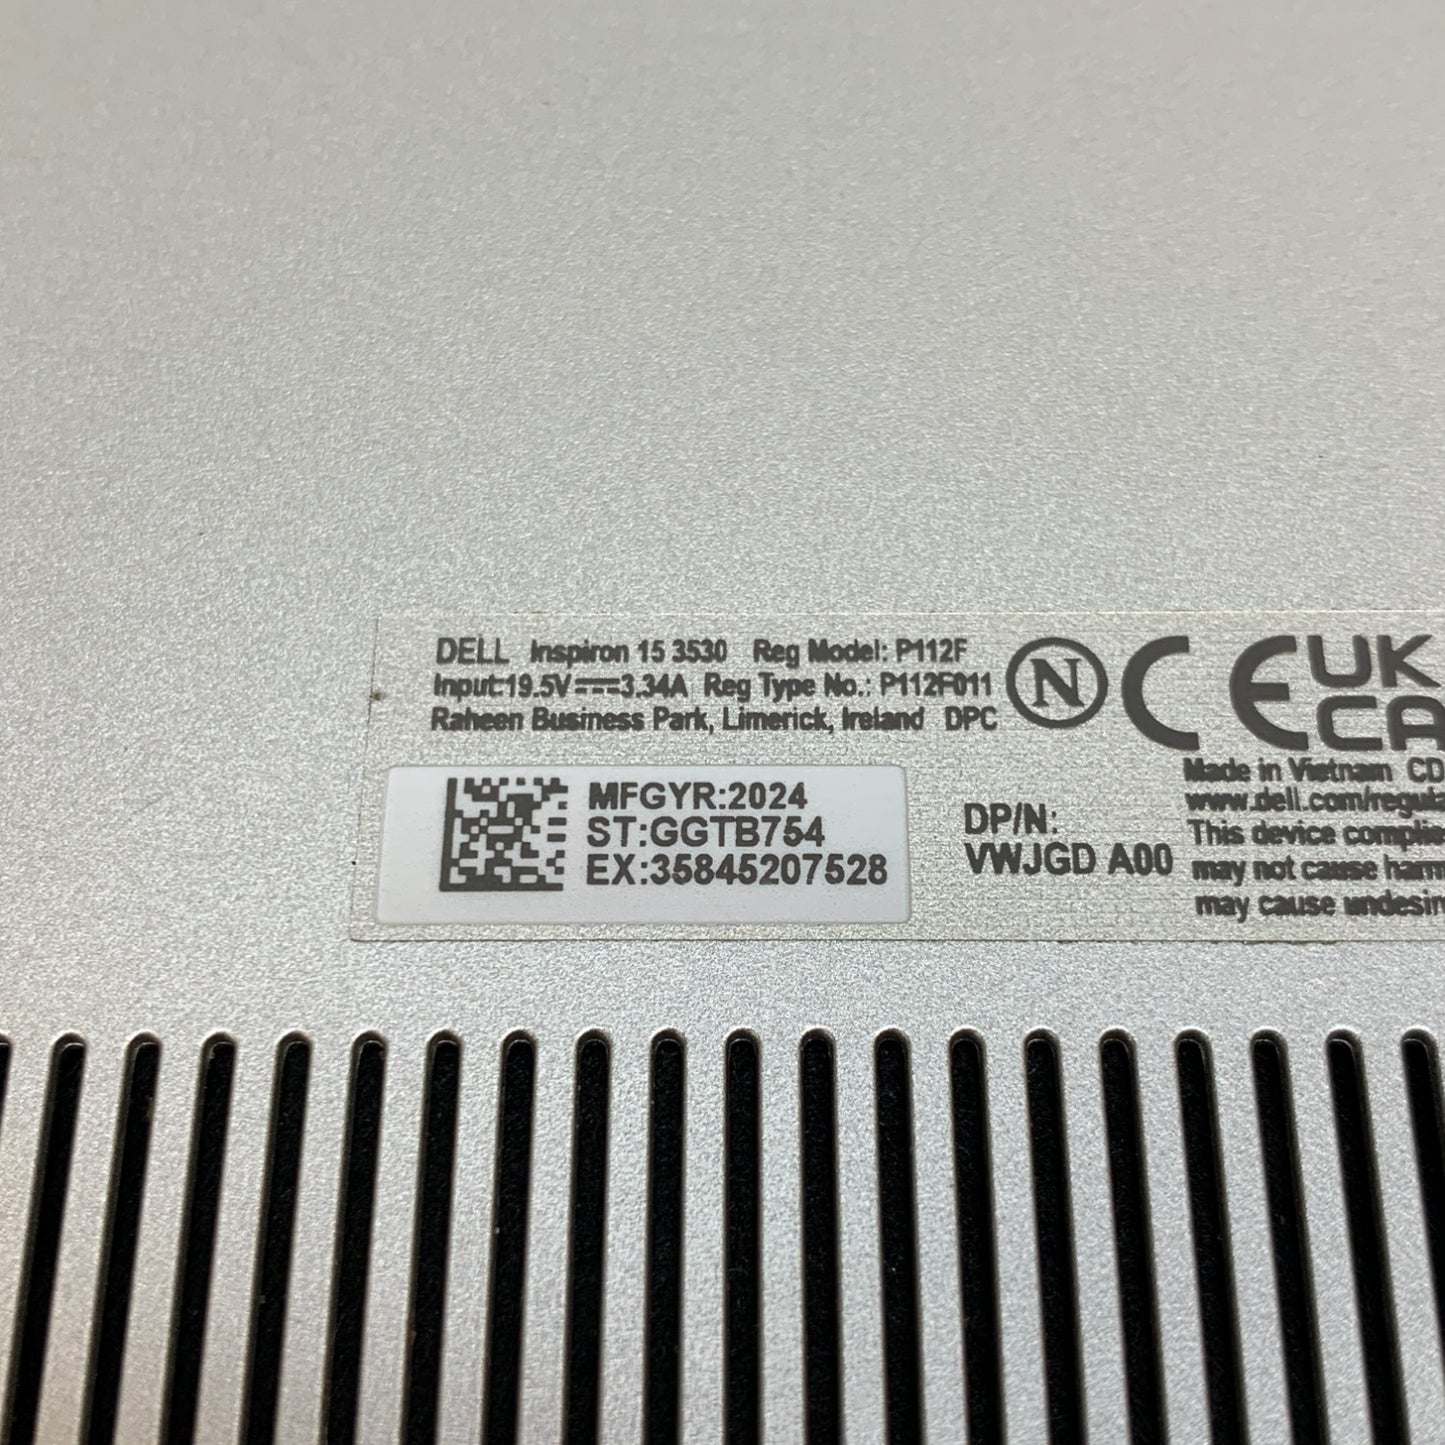 DELL Inspiron 15 3530 Reg Model: P112F
Input:19.5V⎓3.34A Reg Type No.: P112F011
Raheen Business Park, Limerick, Ireland DPC
N
CE
UK
CA
MFGYR:2024
ST:GGTB754
EX:35845207528
DP/N:
VWJGD A00
Made in Vietnam CD
www.dell.com/regula
This device complie
may not cause harm
may cause undesir